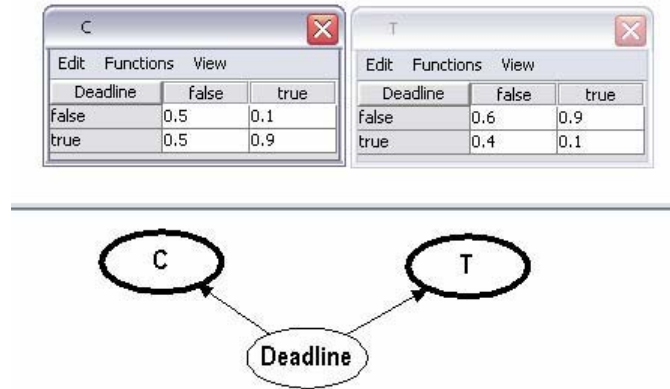 C
Edit Functions View
Deadline false true
false 0.5 0.1
true 0.5 0.9
T
Edit Functions View
Deadline false true
false 0.6 0.9
true 0.4 0.1
C
T
Deadline